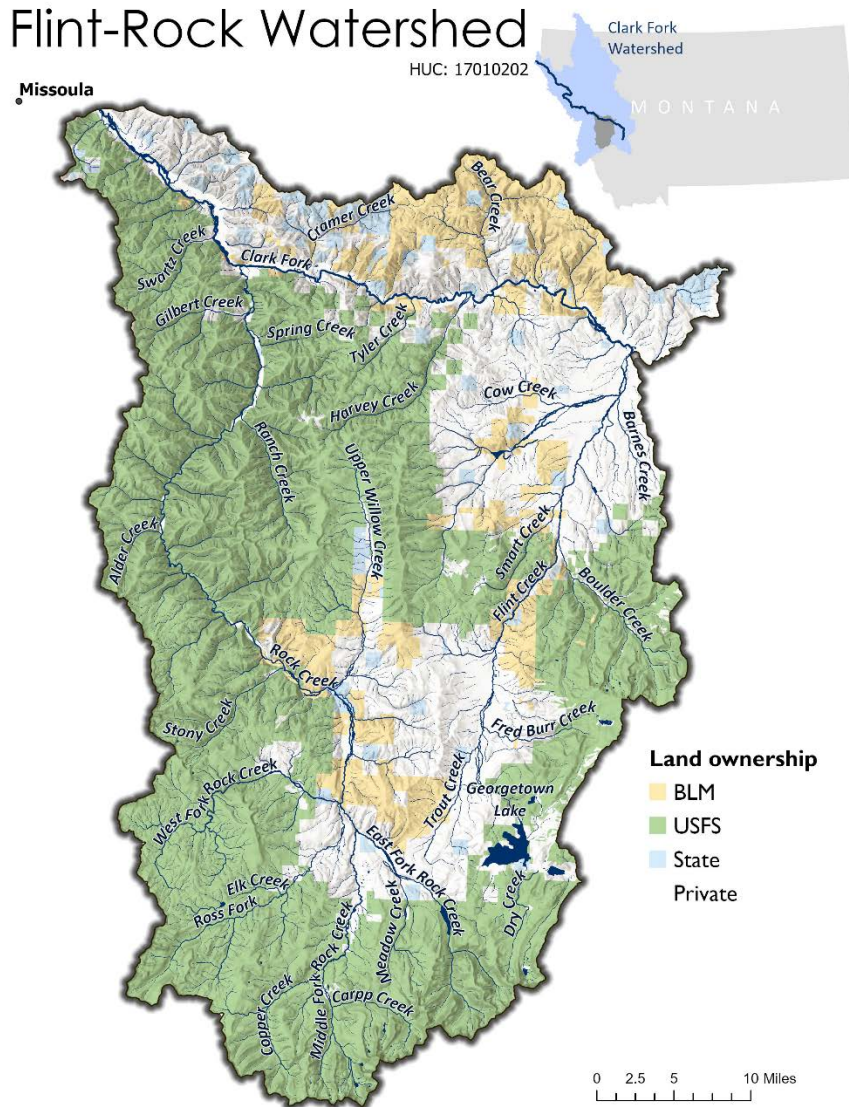 Flint-Rock Watershed
HUC: 17010202
Clark Fork
Watershed
MONTANA
Missoula
Bear Creek
Cramer Creek
Swartz Creek
Clark Fork
Gilbert Creek
Spring Creek
Tyler Creek
Harvey Creek
Cow Creek
Barnes Creek
Ranch Creek
Upper Willow Creek
Alder Creek
Smart Creek
Flint Creek
Boulder Creek
Rock Creek
Stony Creek
Fred Burr Creek
West Fork Rock Creek
Trout Creek
Georgetown
Lake
East Fork Rock Creek
Elk Creek
Ross Fork
Meadow Creek
Dry Creek
Copper Creek
Middle Fork Rock Creek
Carpp Creek
Land ownership
BLM
USFS
State
Private
0 2.5 5 10 Miles